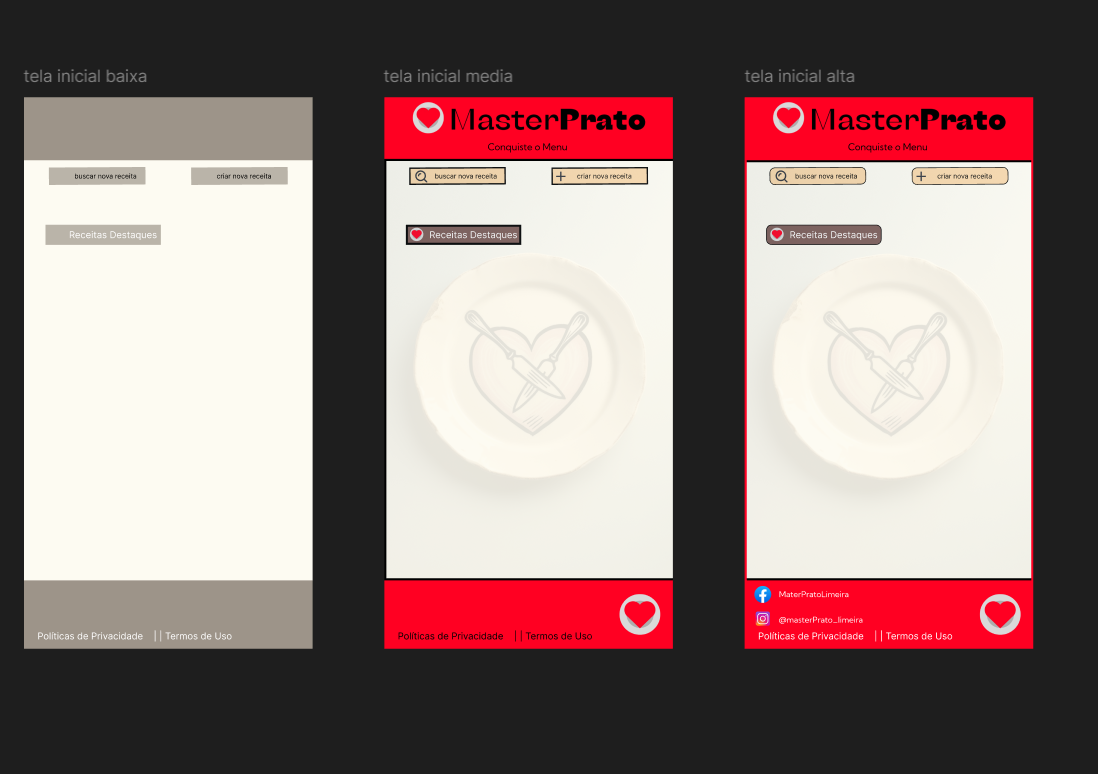 tela inicial baixa
buscar nova receita
criar nova receita
Receitas Destaques
Políticas de Privacidade || Termos de Uso
tela inicial media
MasterPrato
Conquiste o Menu
buscar nova receita
criar nova receita
Receitas Destaques
Políticas de Privacidade || Termos de Uso
tela inicial alta
MasterPrato
Conquiste o Menu
buscar nova receita
criar nova receita
Receitas Destaques
MaterPratoLimeira
@masterPrato_limeira
Políticas de Privacidade || Termos de Uso